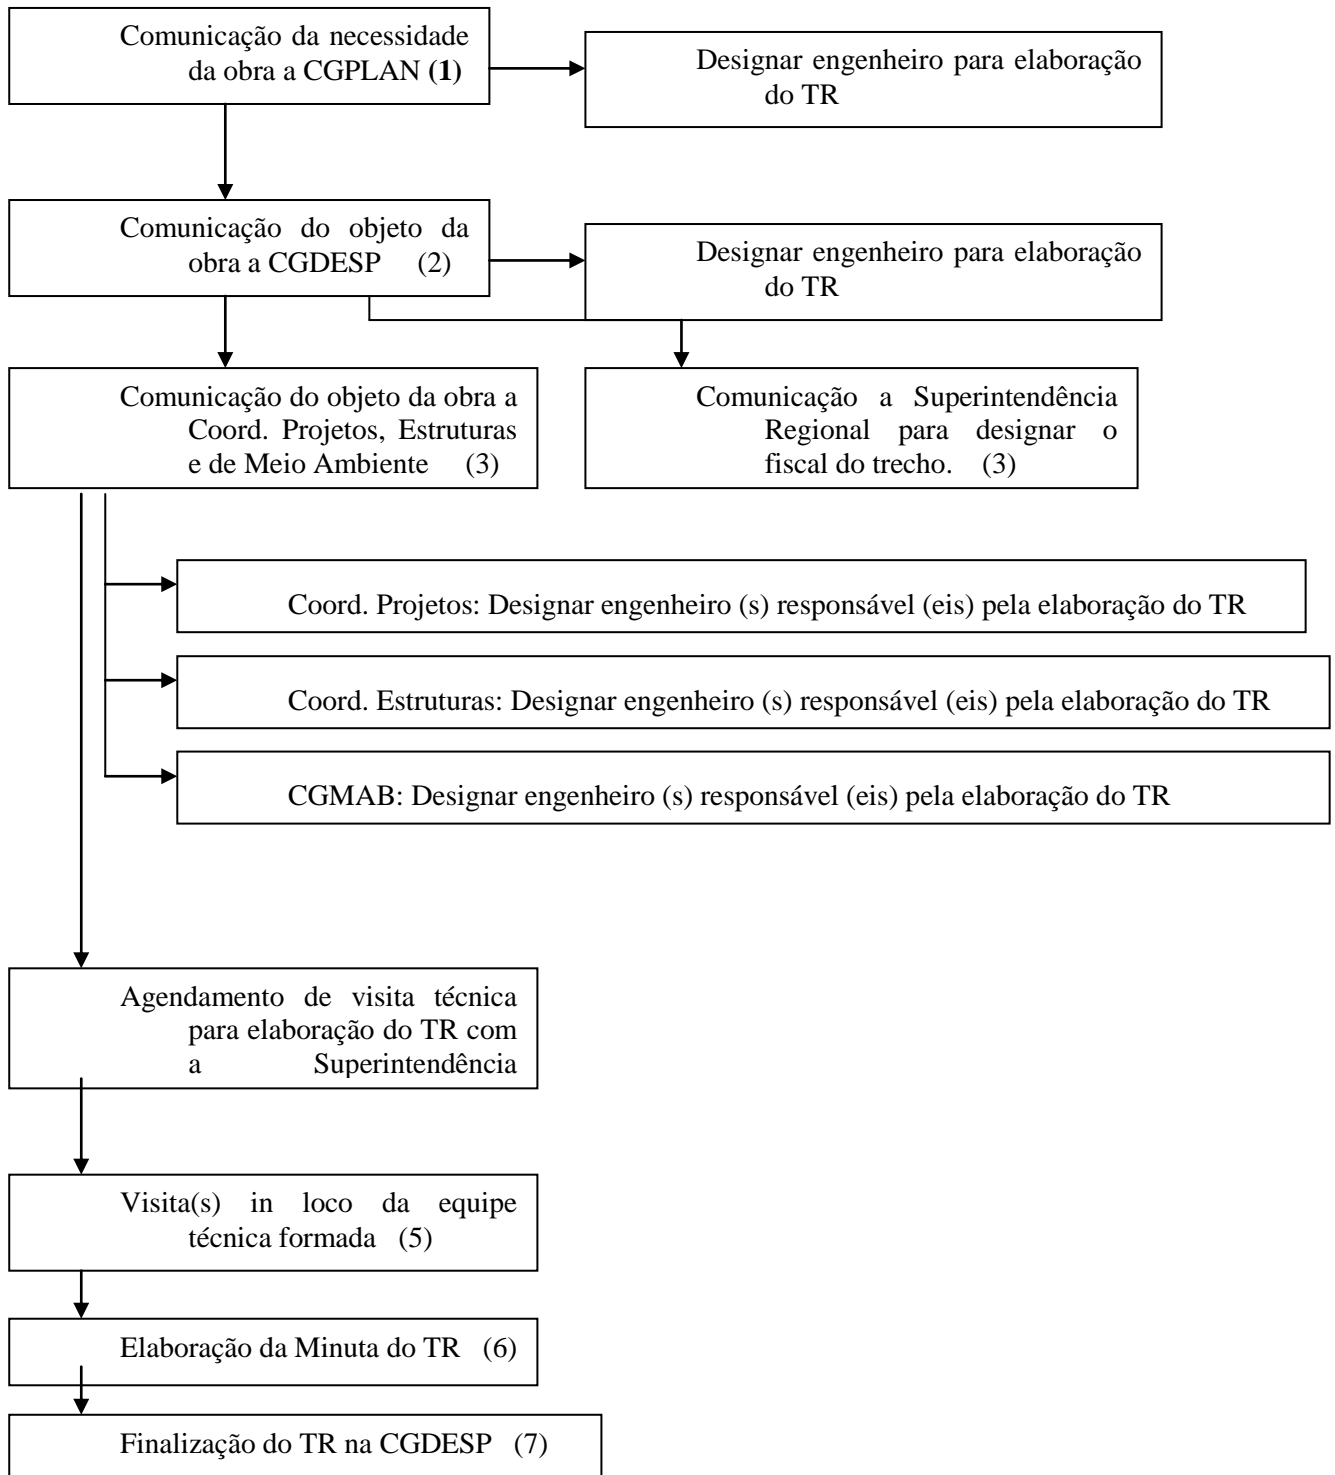 Comunicação da necessidade
da obra a CGPLAN (1)
Designar engenheiro para elaboração
do TR
Comunicação do objeto da
obra a CGDESP (2)
Designar engenheiro para elaboração
do TR
Comunicação do objeto da obra a
Coord. Projetos, Estruturas
e de Meio Ambiente (3)
Comunicação a Superintendência
Regional para designar o
fiscal do trecho. (3)
Coord. Projetos: Designar engenheiro (s) responsável (eis) pela elaboração do TR
Coord. Estruturas: Designar engenheiro (s) responsável (eis) pela elaboração do TR
CGMAB: Designar engenheiro (s) responsável (eis) pela elaboração do TR
Agendamento de visita técnica
para elaboração do TR com
a Superintendência
Visita(s) in loco da equipe
técnica formada (5)
Elaboração da Minuta do TR (6)
Finalização do TR na CGDESP (7)